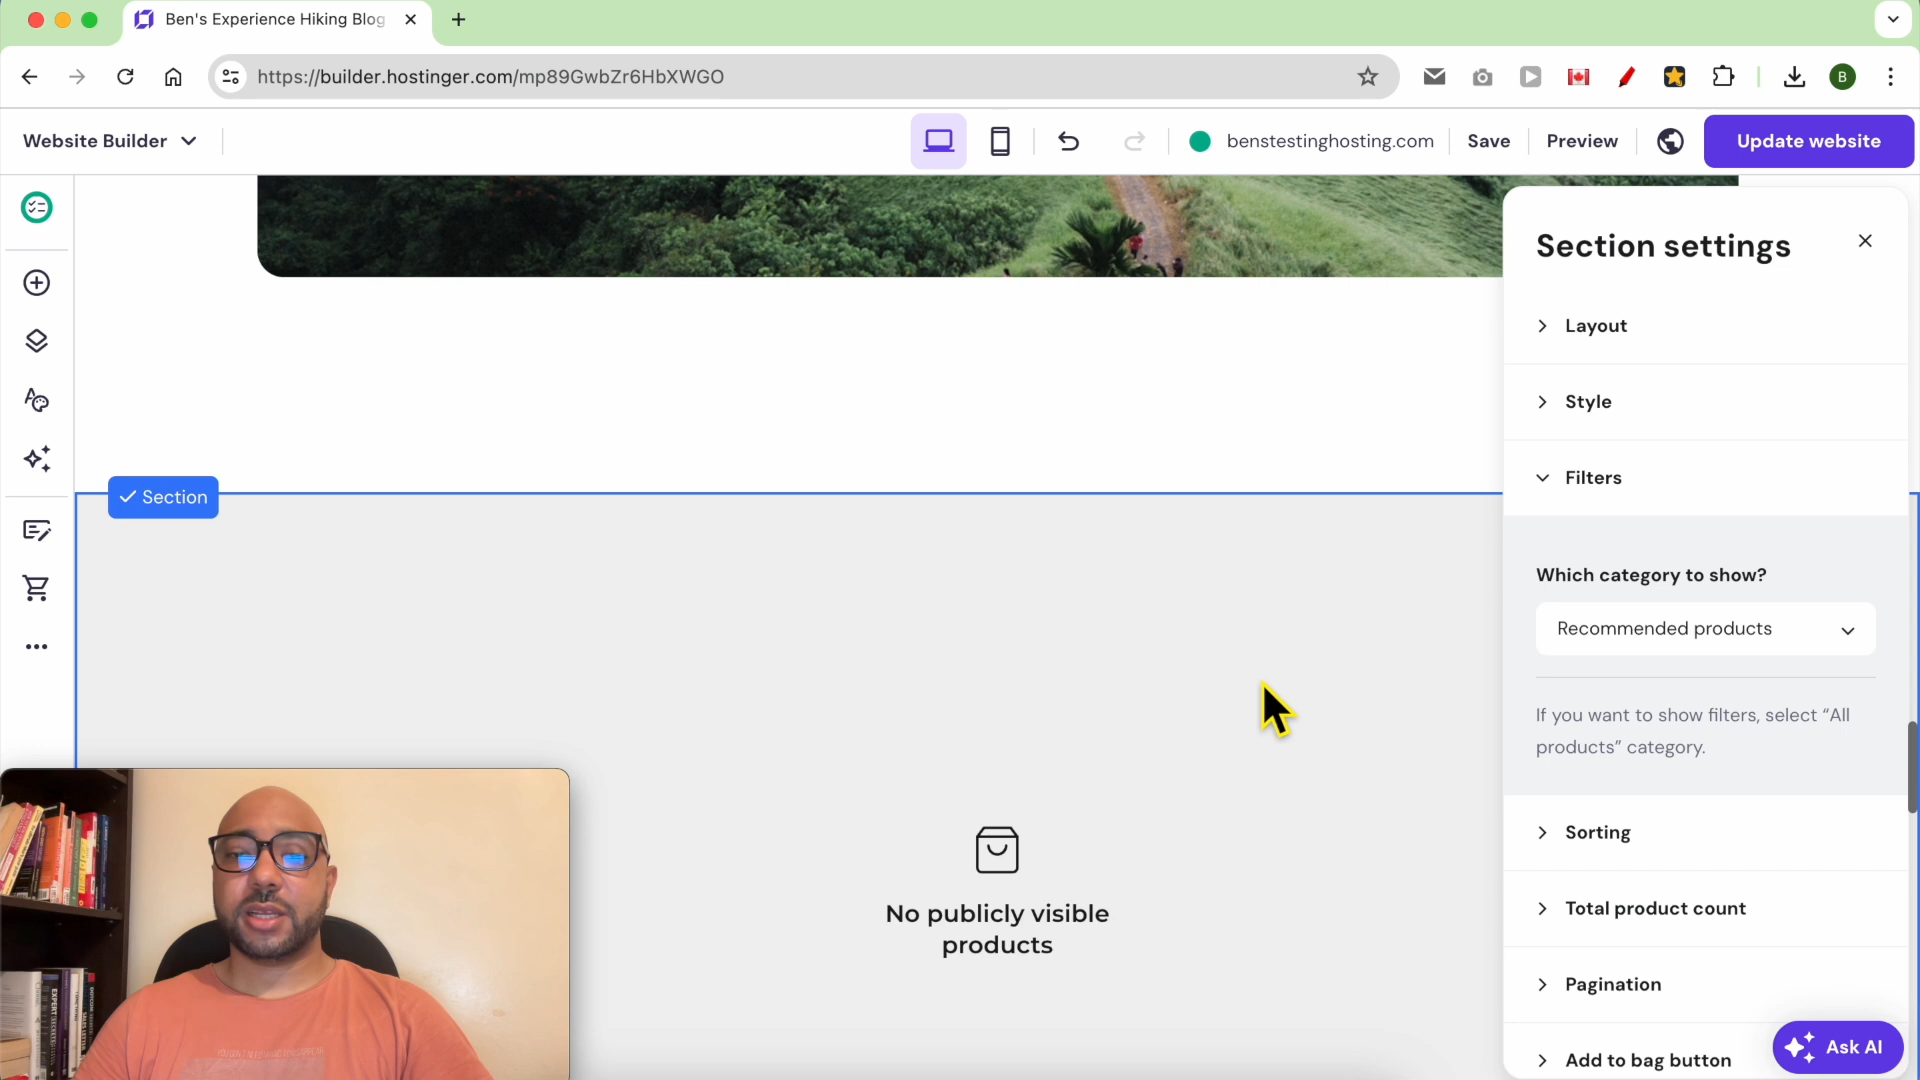 Ben's Experience Hiking Blog
https://builder.hostinger.com/mp89GwbZr6HbXWGO
B
Website Builder
benstestinghosting.com
Save
Preview
Update website
Section settings
Layout
Style
Filters
Section
Which category to show?
Recommended products
If you want to show filters, select “All
products” category.
Sorting
Total product count
Pagination
Add to bag button
Ask AI
No publicly visible
products
EXPERT